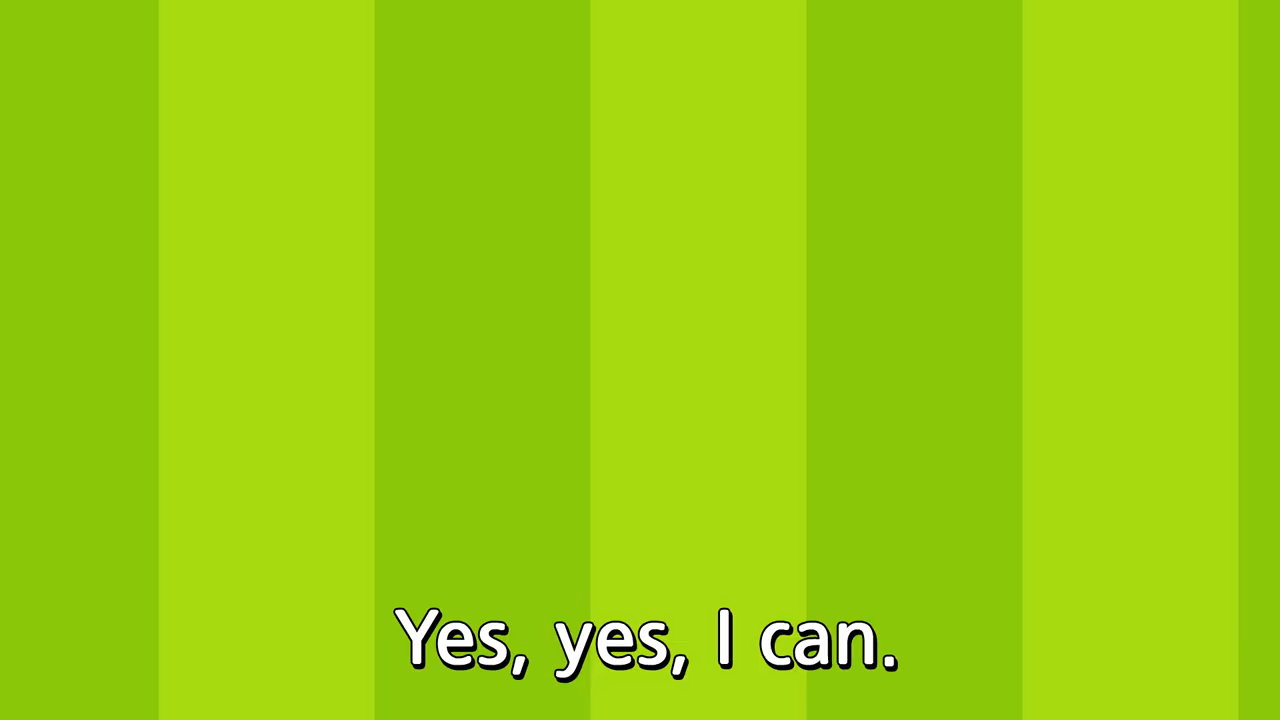 Yes, yes, I can.